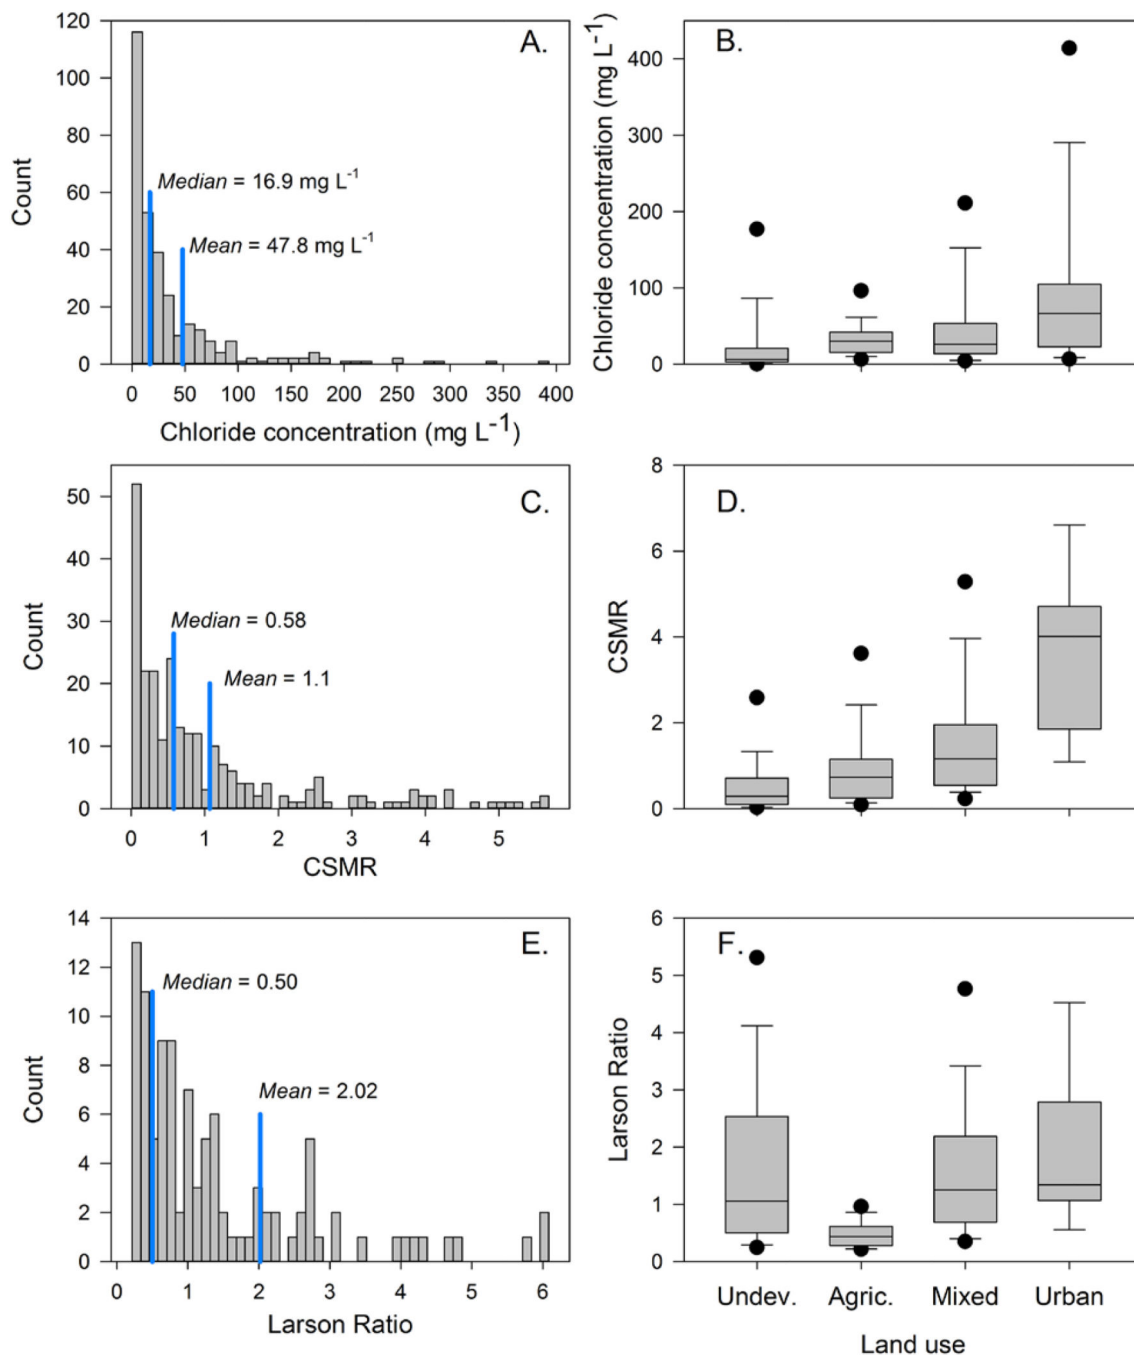 A.
120
100
80
60
40
20
0
Count
Median = 16.9 mg L⁻¹
Mean = 47.8 mg L⁻¹
0 50 100 150 200 250 300 350 400
Chloride concentration (mg L⁻¹)
B.
400
300
200
100
0
Chloride concentration (mg L⁻¹)
C.
50
40
30
20
10
0
Count
Median = 0.58
Mean = 1.1
0 1 2 3 4 5
CSMR
D.
8
6
4
2
0
CSMR
E.
14
12
10
8
6
4
2
0
Count
Median = 0.50
Mean = 2.02
0 1 2 3 4 5 6
Larson Ratio
F.
6
5
4
3
2
1
0
Larson Ratio
Undev. Agric. Mixed Urban
Land use